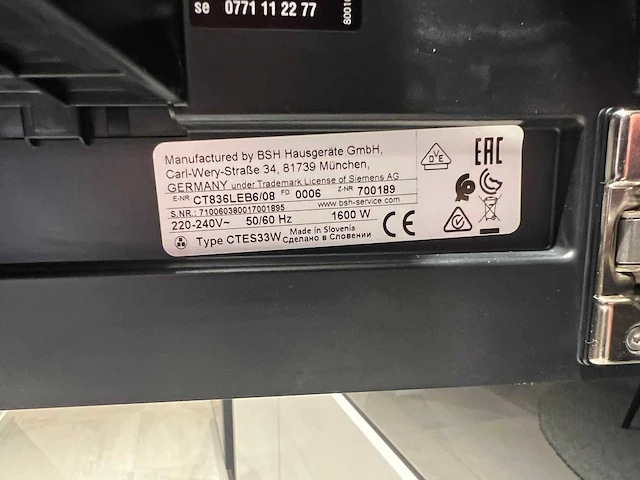 se 0771 11 22 77
8001
Manufactured by BSH Hausgeräte GmbH,
Carl-Wery-Straße 34, 81739 München,
GERMANY under Trademark License of Siemens AG
E-NR CT836LEB6/08 FD 0006 Z-NR 700189
S.NR.: 710060380017001895 www.bsh-service.com
220-240V~ 50/60 Hz 1600 W
Type CTES33W Made in Slovenia
Сделано в Словении
CE
OVE
EAC